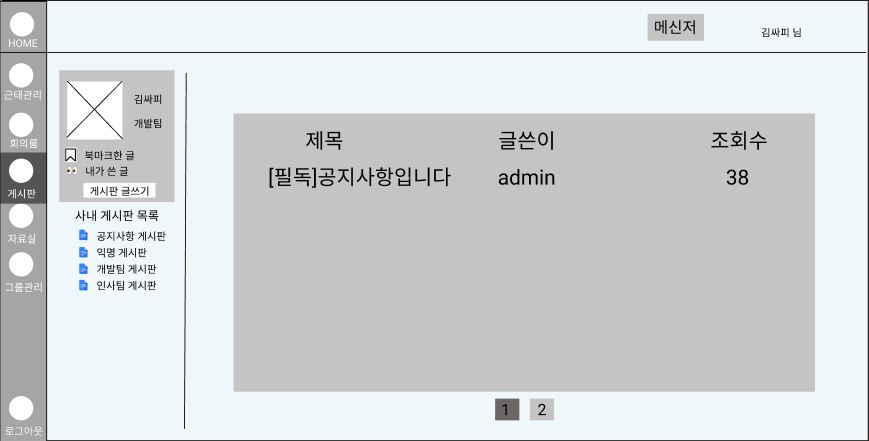 메신저
김싸피 님
HOME
근태관리
회의룸
게시판
자료실
그룹관리
로그아웃
김싸피
개발팀
북마크한 글
내가 쓴 글
게시판 글쓰기
사내 게시판 목록
공지사항 게시판
익명 게시판
개발팀 게시판
인사팀 게시판
제목 글쓴이 조회수
[필독]공지사항입니다 admin 38
1 2